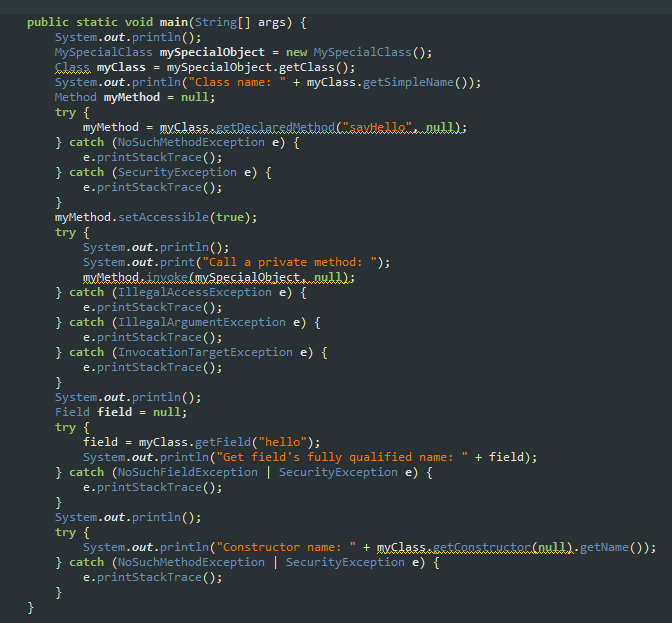 public static void main(String[] args) {
System.out.println();
MySpecialClass mySpecialObject = new MySpecialClass();
Class myClass = mySpecialObject.getClass();
System.out.println("Class name: " + myClass.getSimpleName());
Method myMethod = null;
try {
myMethod = myClass.getDeclaredMethod("sayHello", null);
} catch (NoSuchMethodException e) {
e.printStackTrace();
} catch (SecurityException e) {
e.printStackTrace();
}
myMethod.setAccessible(true);
try {
System.out.println();
System.out.print("Call a private method: ");
myMethod.invoke(mySpecialObject, null);
} catch (IllegalAccessException e) {
e.printStackTrace();
} catch (IllegalArgumentException e) {
e.printStackTrace();
} catch (InvocationTargetException e) {
e.printStackTrace();
}
System.out.println();
Field field = null;
try {
field = myClass.getField("hello");
System.out.println("Get field's fully qualified name: " + field);
} catch (NoSuchFieldException | SecurityException e) {
e.printStackTrace();
}
System.out.println();
try {
System.out.println("Constructor name: " + myClass.getConstructor(null).getName());
} catch (NoSuchMethodException | SecurityException e) {
e.printStackTrace();
}
}